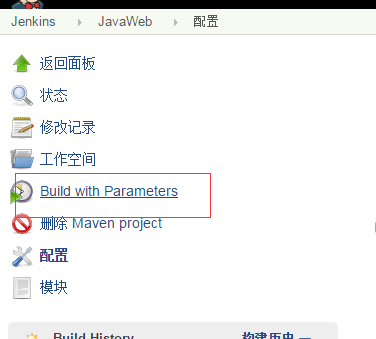 Jenkins JavaWeb 配置
返回面板
状态
修改记录
工作空间
Build with Parameters
删除 Maven project
配置
模块
Build History 构建历史